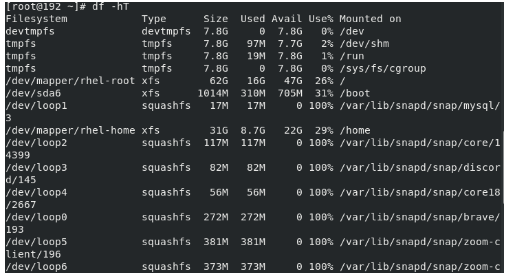 [root@192 ~]# df -hT
Filesystem            Type      Size  Used Avail Use% Mounted on
devtmpfs              devtmpfs  7.8G     0  7.8G   0% /dev
tmpfs                 tmpfs     7.8G   97M  7.7G   2% /dev/shm
tmpfs                 tmpfs     7.8G   19M  7.8G   1% /run
tmpfs                 tmpfs     7.8G     0  7.8G   0% /sys/fs/cgroup
/dev/mapper/rhel-root xfs        62G   16G   47G  26% /
/dev/sda6             xfs      1014M  310M  705M  31% /boot
/dev/loop1            squashfs   17M   17M     0 100% /var/lib/snapd/snap/mysql/
3
/dev/mapper/rhel-home xfs        31G  8.7G   22G  29% /home
/dev/loop2            squashfs  117M  117M     0 100% /var/lib/snapd/snap/core/1
4399
/dev/loop3            squashfs   82M   82M     0 100% /var/lib/snapd/snap/discor
d/145
/dev/loop4            squashfs   56M   56M     0 100% /var/lib/snapd/snap/core18
/2667
/dev/loop0            squashfs  272M  272M     0 100% /var/lib/snapd/snap/brave/
193
/dev/loop5            squashfs  381M  381M     0 100% /var/lib/snapd/snap/zoom-c
lient/196
/dev/loop6            squashfs  373M  373M     0 100% /var/lib/snapd/snap/zoom-c